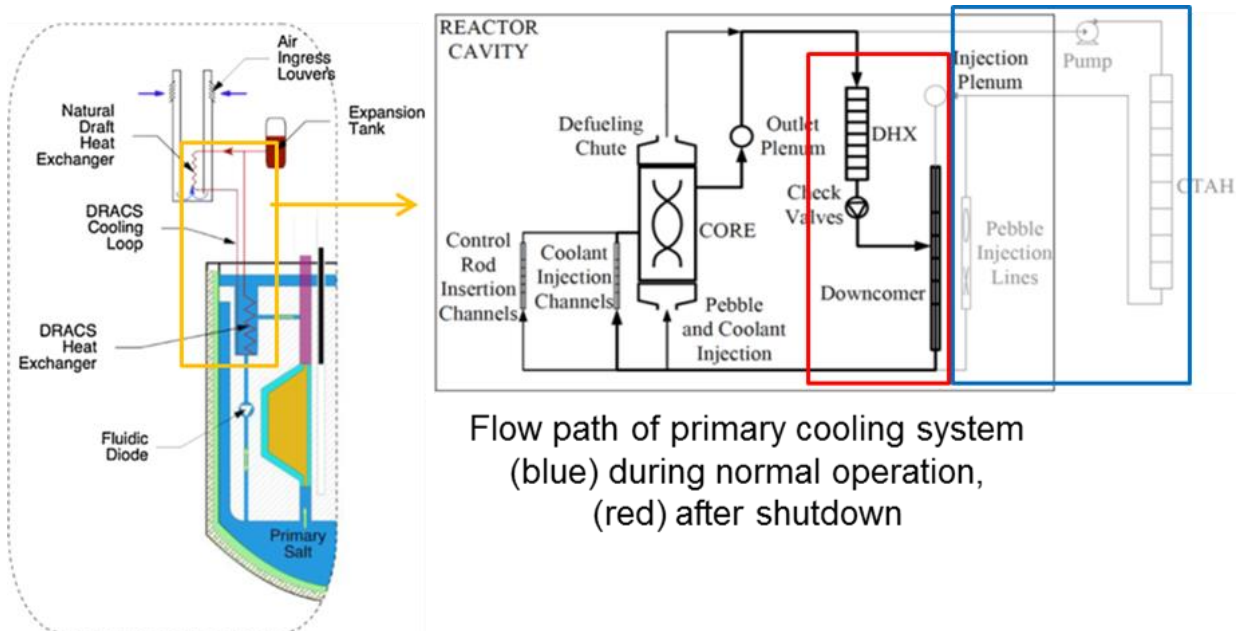 Air
Ingress
Louvers
Natural
Draft
Heat
Exchanger
Expansion
Tank
DRACS
Cooling
Loop
DRACS
Heat
Exchanger
Fluidic
Diode
Primary
Salt
REACTOR
CAVITY
Defueling
Chute
Outlet
Plenum
DHX
Injection
Plenum
Pump
Check
Valves
CORE
CTAH
Control
Rod
Insertion
Channels
Coolant
Injection
Channels
Pebble
and Coolant
Injection
Downcomer
Pebble
Injection
Lines
Flow path of primary cooling system
(blue) during normal operation,
(red) after shutdown